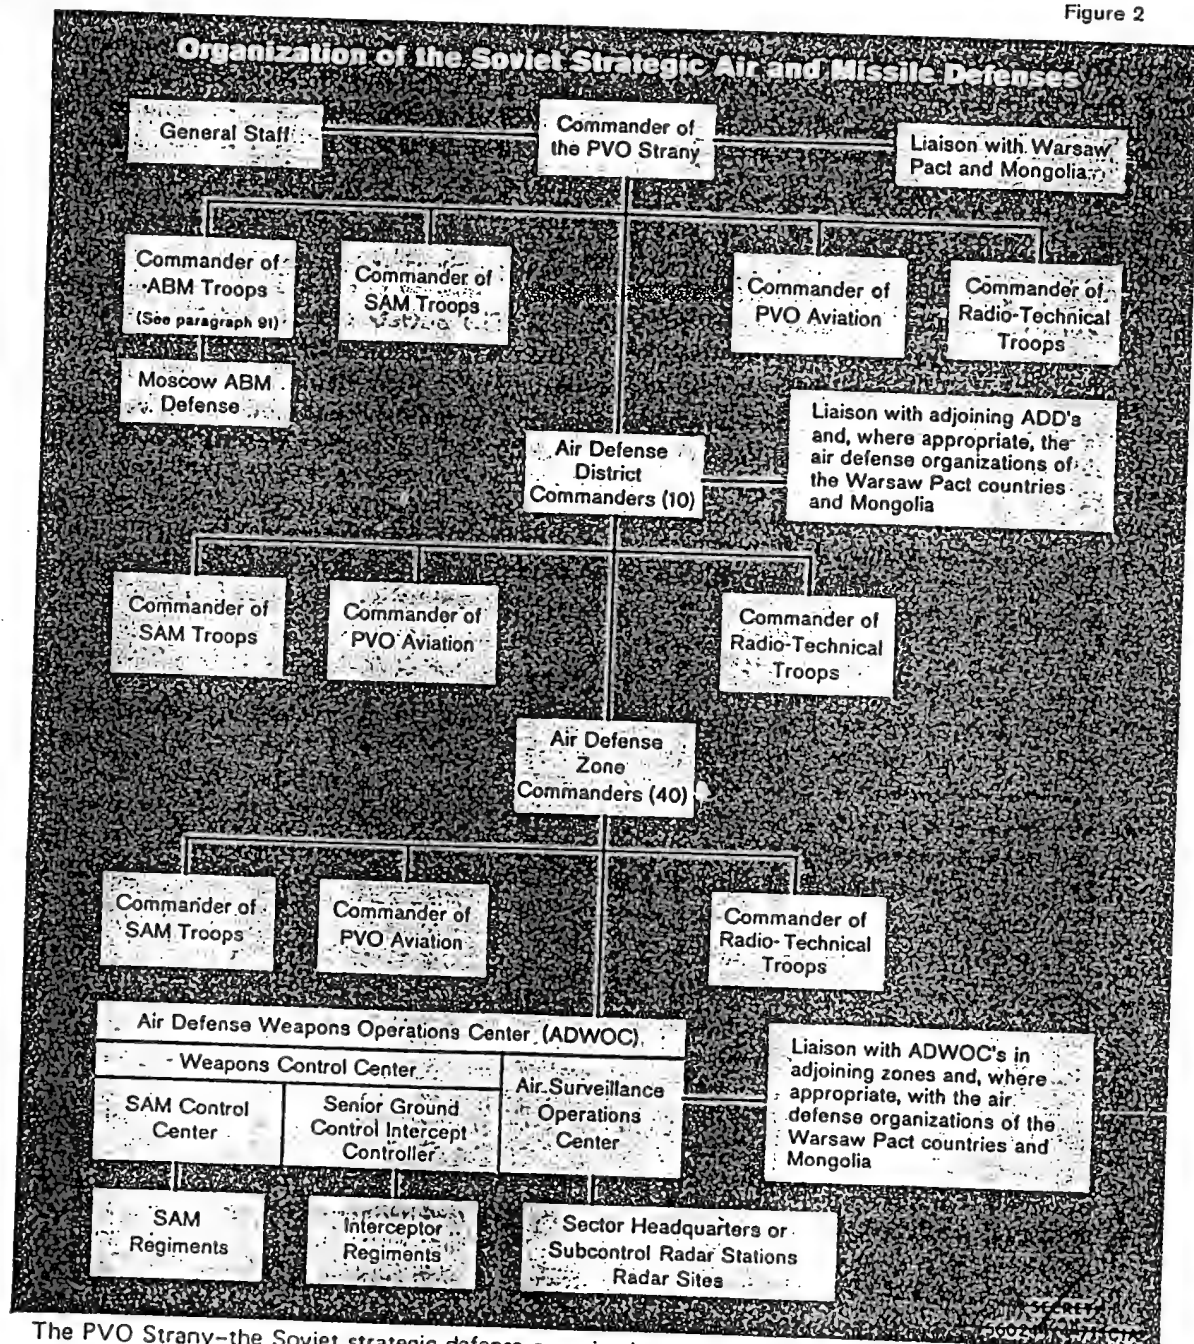 Figure 2
Organization of the Soviet Strategic Air and Missile Defenses
General Staff
Commander of
the PVO Strany
Liaison with Warsaw
Pact and Mongolia
Commander of
ABM Troops
(See paragraph 91)
Commander of
SAM Troops
Commander of
PVO Aviation
Commander of
Radio-Technical
Troops
Moscow ABM
Defense
Air Defense
District
Commanders (10)
Liaison with adjoining ADD's
and, where appropriate, the
air defense organizations of
the Warsaw Pact countries
and Mongolia
Commander of
SAM Troops
Commander of
PVO Aviation
Commander of
Radio-Technical
Troops
Air Defense
Zone
Commanders (40)
Commander of
SAM Troops
Commander of
PVO Aviation
Commander of
Radio-Technical
Troops
Air Defense Weapons Operations Center (ADWOC)
Weapons Control Center
SAM Control
Center
Senior Ground
Control Intercept
Controller
Air Surveillance
Operations
Center
Liaison with ADWOC's in
adjoining zones and, where
appropriate, with the air
defense organizations of the
Warsaw Pact countries and
Mongolia
SAM
Regiments
Interceptor
Regiments
Sector Headquarters or
Subcontrol Radar Stations
Radar Sites
SECRET
The PVO Strany–the Soviet strategic defense